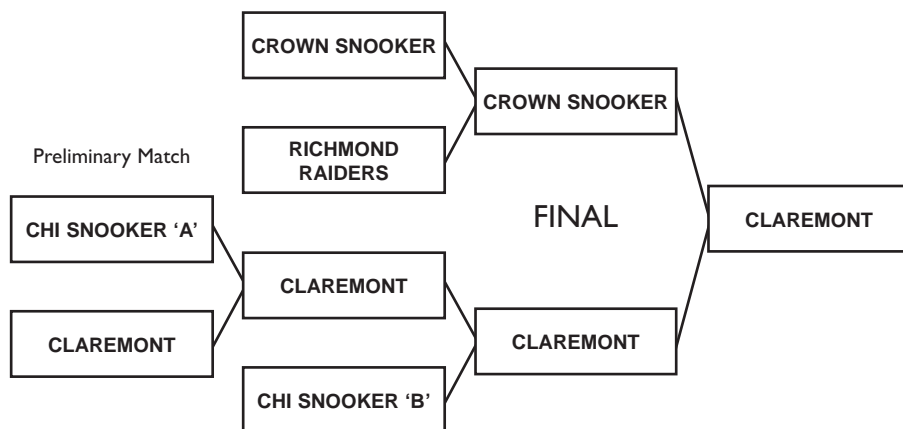 CROWN SNOOKER
CROWN SNOOKER
RICHMOND
RAIDERS
Preliminary Match
CHI SNOOKER ‘A’
FINAL
CLAREMONT
CLAREMONT
CLAREMONT
CLAREMONT
CHI SNOOKER ‘B’